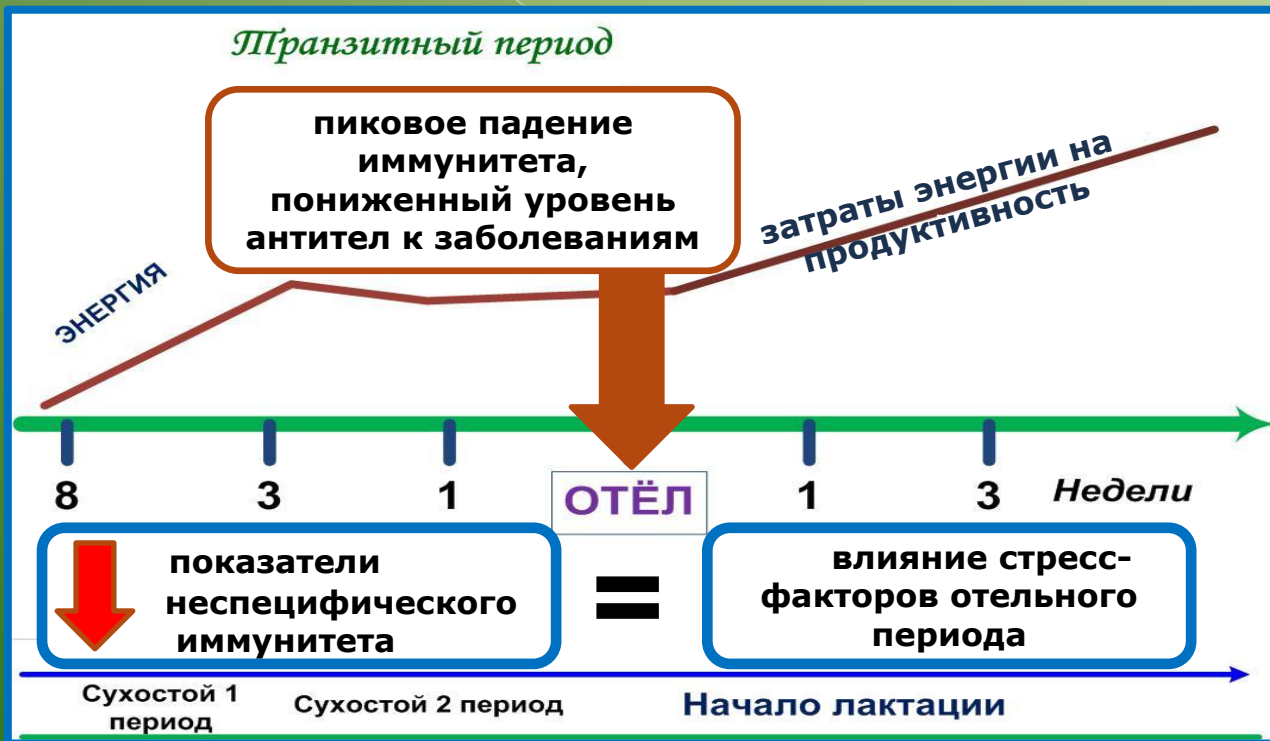 Транзитный период
пиковое падение
иммунитета,
пониженный уровень
антител к заболеваниям
ЭНЕРГИЯ
затраты энергии на
продуктивность
8
3
1
ОТЁЛ
1
3
Недели
показатели
неспецифического
иммунитета
=
влияние стресс-
факторов отельного
периода
Сухостой 1
период
Сухостой 2 период
Начало лактации